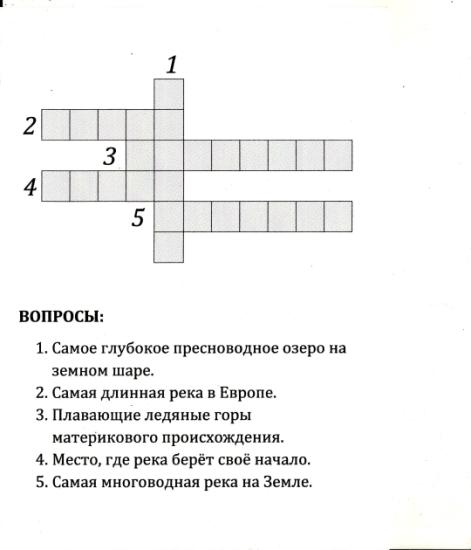 1
2
3
4
5
ВОПРОСЫ:
1. Самое глубокое пресноводное озеро на
земном шаре.
2. Самая длинная река в Европе.
3. Плавающие ледяные горы
материкового происхождения.
4. Место, где река берёт своё начало.
5. Самая многоводная река на Земле.